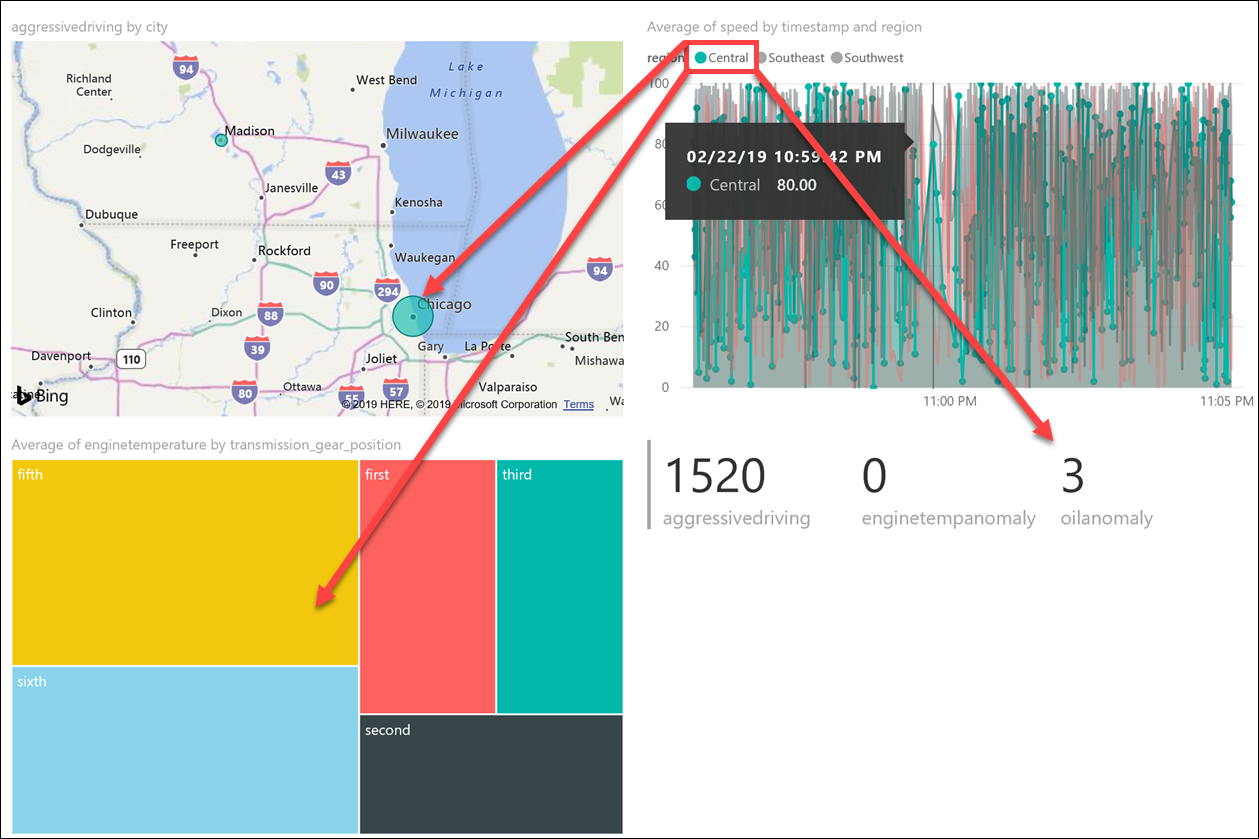 aggressivedriving by city
94
Richland
Center
West Bend
Lake
Michigan
Madison
Milwaukee
Dodgeville
43
Janesville
Kenosha
Dubuque
Freeport
Rockford
Waukegan
94
90
294
Chicago
Clinton
88
Dixon
South Ben
39
Gary
La Porte
Davenport
110
Joliet
Mishawa
80
Ottawa
55
57
Valparaiso
Bing
© 2019 HERE, © 2019 Microsoft Corporation Terms
Wa
Average of speed by timestamp and region
region Central Southeast Southwest
100
80
60
40
20
0
02/22/19 10:59:42 PM
Central 80.00
11:00 PM
11:05 PM
Average of enginetemperature by transmission_gear_position
fifth
first
third
sixth
second
1520
aggressivedriving
0
enginetempanomaly
3
oilanomaly